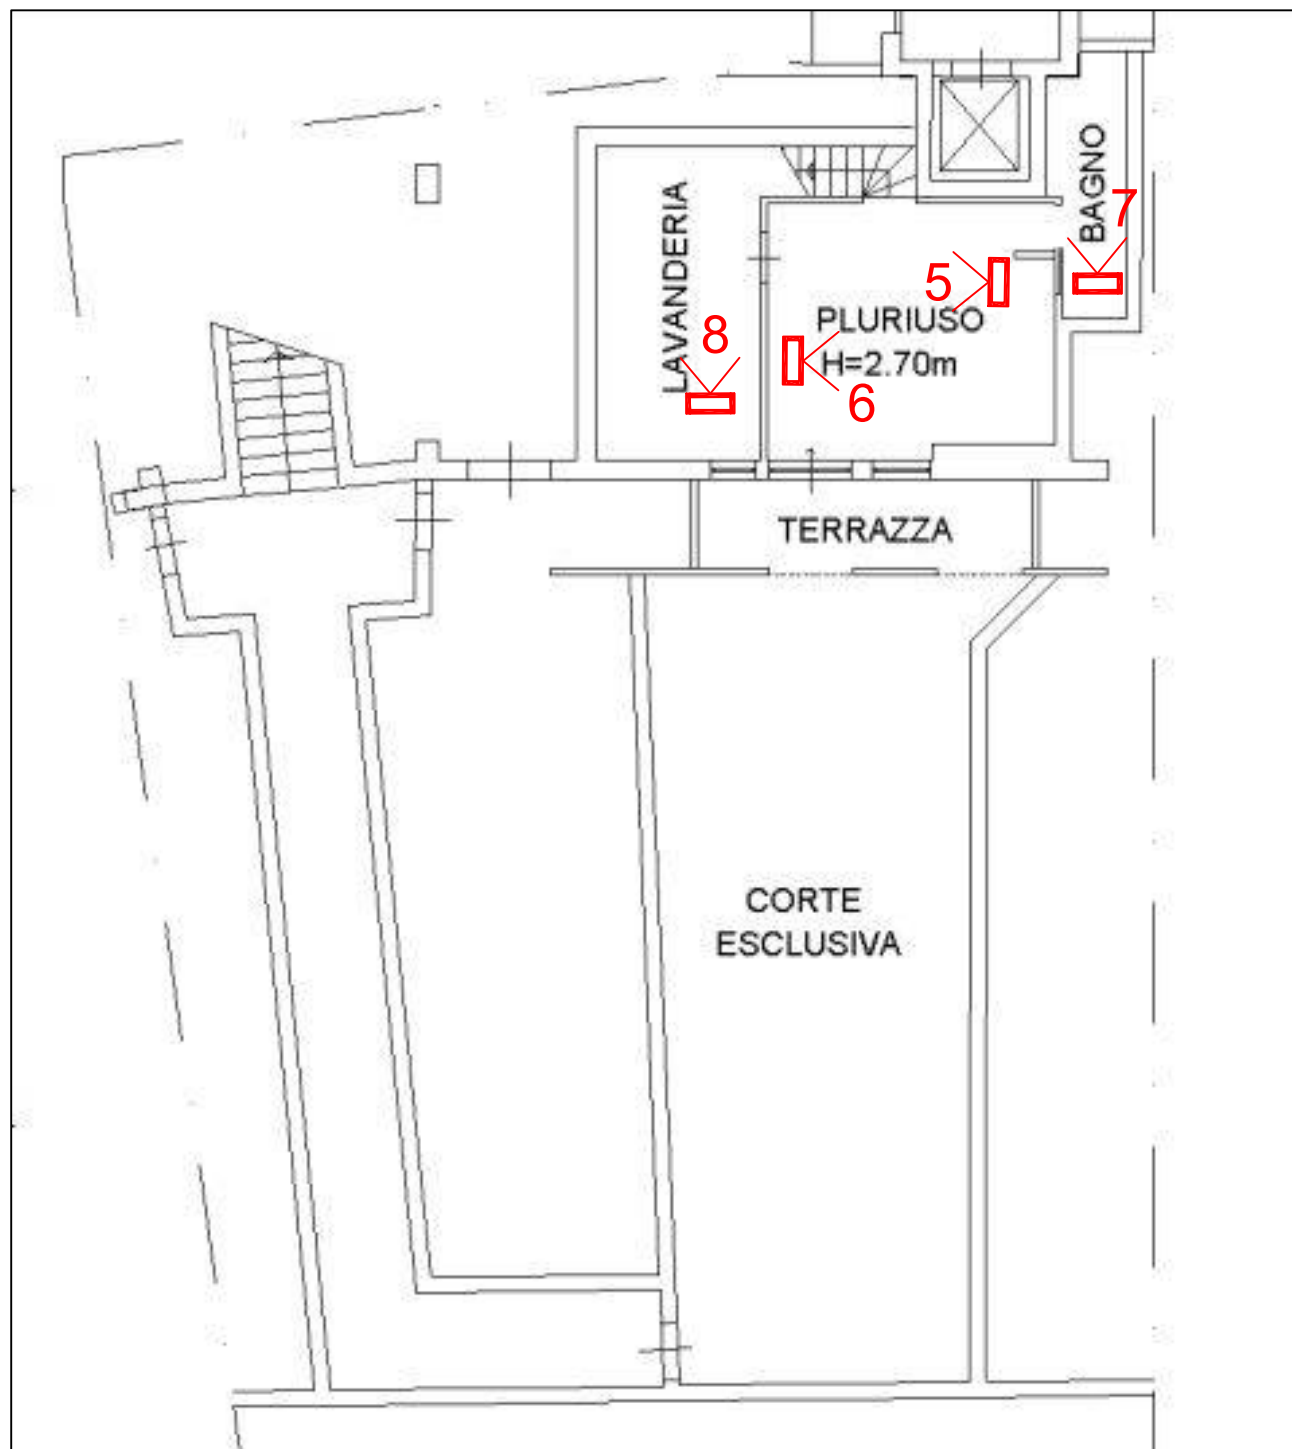 BAGNO
7
LAVANDERIA
5
PLURIUSO
H=2.70m
8
6
TERRAZZA
CORTE
ESCLUSIVA